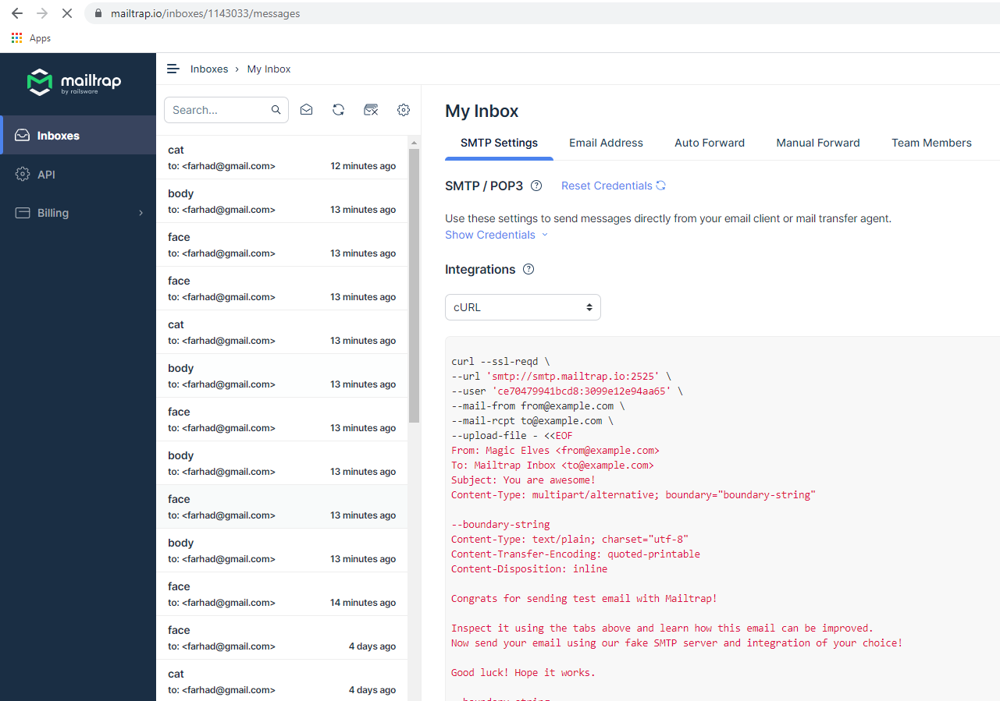 mailtrap.io/inboxes/1143033/messages
Apps
mailtrap
by railsware
Inboxes
API
Billing
Inboxes › My Inbox
Search...
cat
to: <farhad@gmail.com> 12 minutes ago
body
to: <farhad@gmail.com> 13 minutes ago
face
to: <farhad@gmail.com> 13 minutes ago
face
to: <farhad@gmail.com> 13 minutes ago
cat
to: <farhad@gmail.com> 13 minutes ago
body
to: <farhad@gmail.com> 13 minutes ago
face
to: <farhad@gmail.com> 13 minutes ago
body
to: <farhad@gmail.com> 13 minutes ago
face
to: <farhad@gmail.com> 13 minutes ago
body
to: <farhad@gmail.com> 13 minutes ago
face
to: <farhad@gmail.com> 14 minutes ago
face
to: <farhad@gmail.com> 4 days ago
cat
to: <farhad@gmail.com> 4 days ago
My Inbox
SMTP Settings Email Address Auto Forward Manual Forward Team Members
SMTP / POP3 Reset Credentials
Use these settings to send messages directly from your email client or mail transfer agent.
Show Credentials
Integrations
cURL
curl --ssl-reqd \
--url 'smtp://smtp.mailtrap.io:2525' \
--user 'ce70479941bcd8:3099e12e94aa65' \
--mail-from from@example.com \
--mail-rcpt to@example.com \
--upload-file - <<EOF
From: Magic Elves <from@example.com>
To: Mailtrap Inbox <to@example.com>
Subject: You are awesome!
Content-Type: multipart/alternative; boundary="boundary-string"
--boundary-string
Content-Type: text/plain; charset="utf-8"
Content-Transfer-Encoding: quoted-printable
Content-Disposition: inline
Congrats for sending test email with Mailtrap!
Inspect it using the tabs above and learn how this email can be improved.
Now send your email using our fake SMTP server and integration of your choice!
Good luck! Hope it works.
--boundary-string